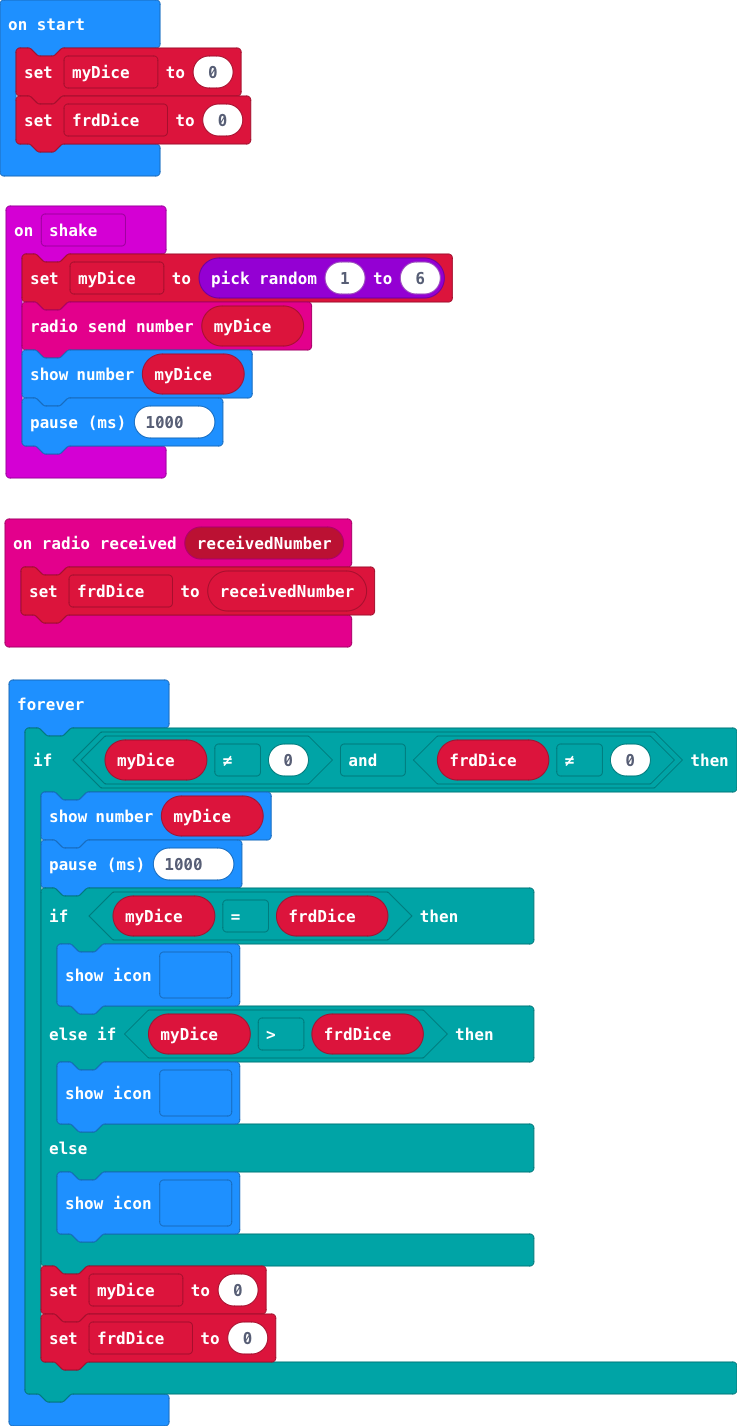 on start
set myDice to 0
set frdDice to 0
on shake
set myDice to pick random 1 to 6
radio send number myDice
show number myDice
pause (ms) 1000
on radio received receivedNumber
set frdDice to receivedNumber
forever
if myDice ≠ 0 and frdDice ≠ 0 then
show number myDice
pause (ms) 1000
if myDice = frdDice then
show icon
else if myDice > frdDice then
show icon
else
show icon
set myDice to 0
set frdDice to 0